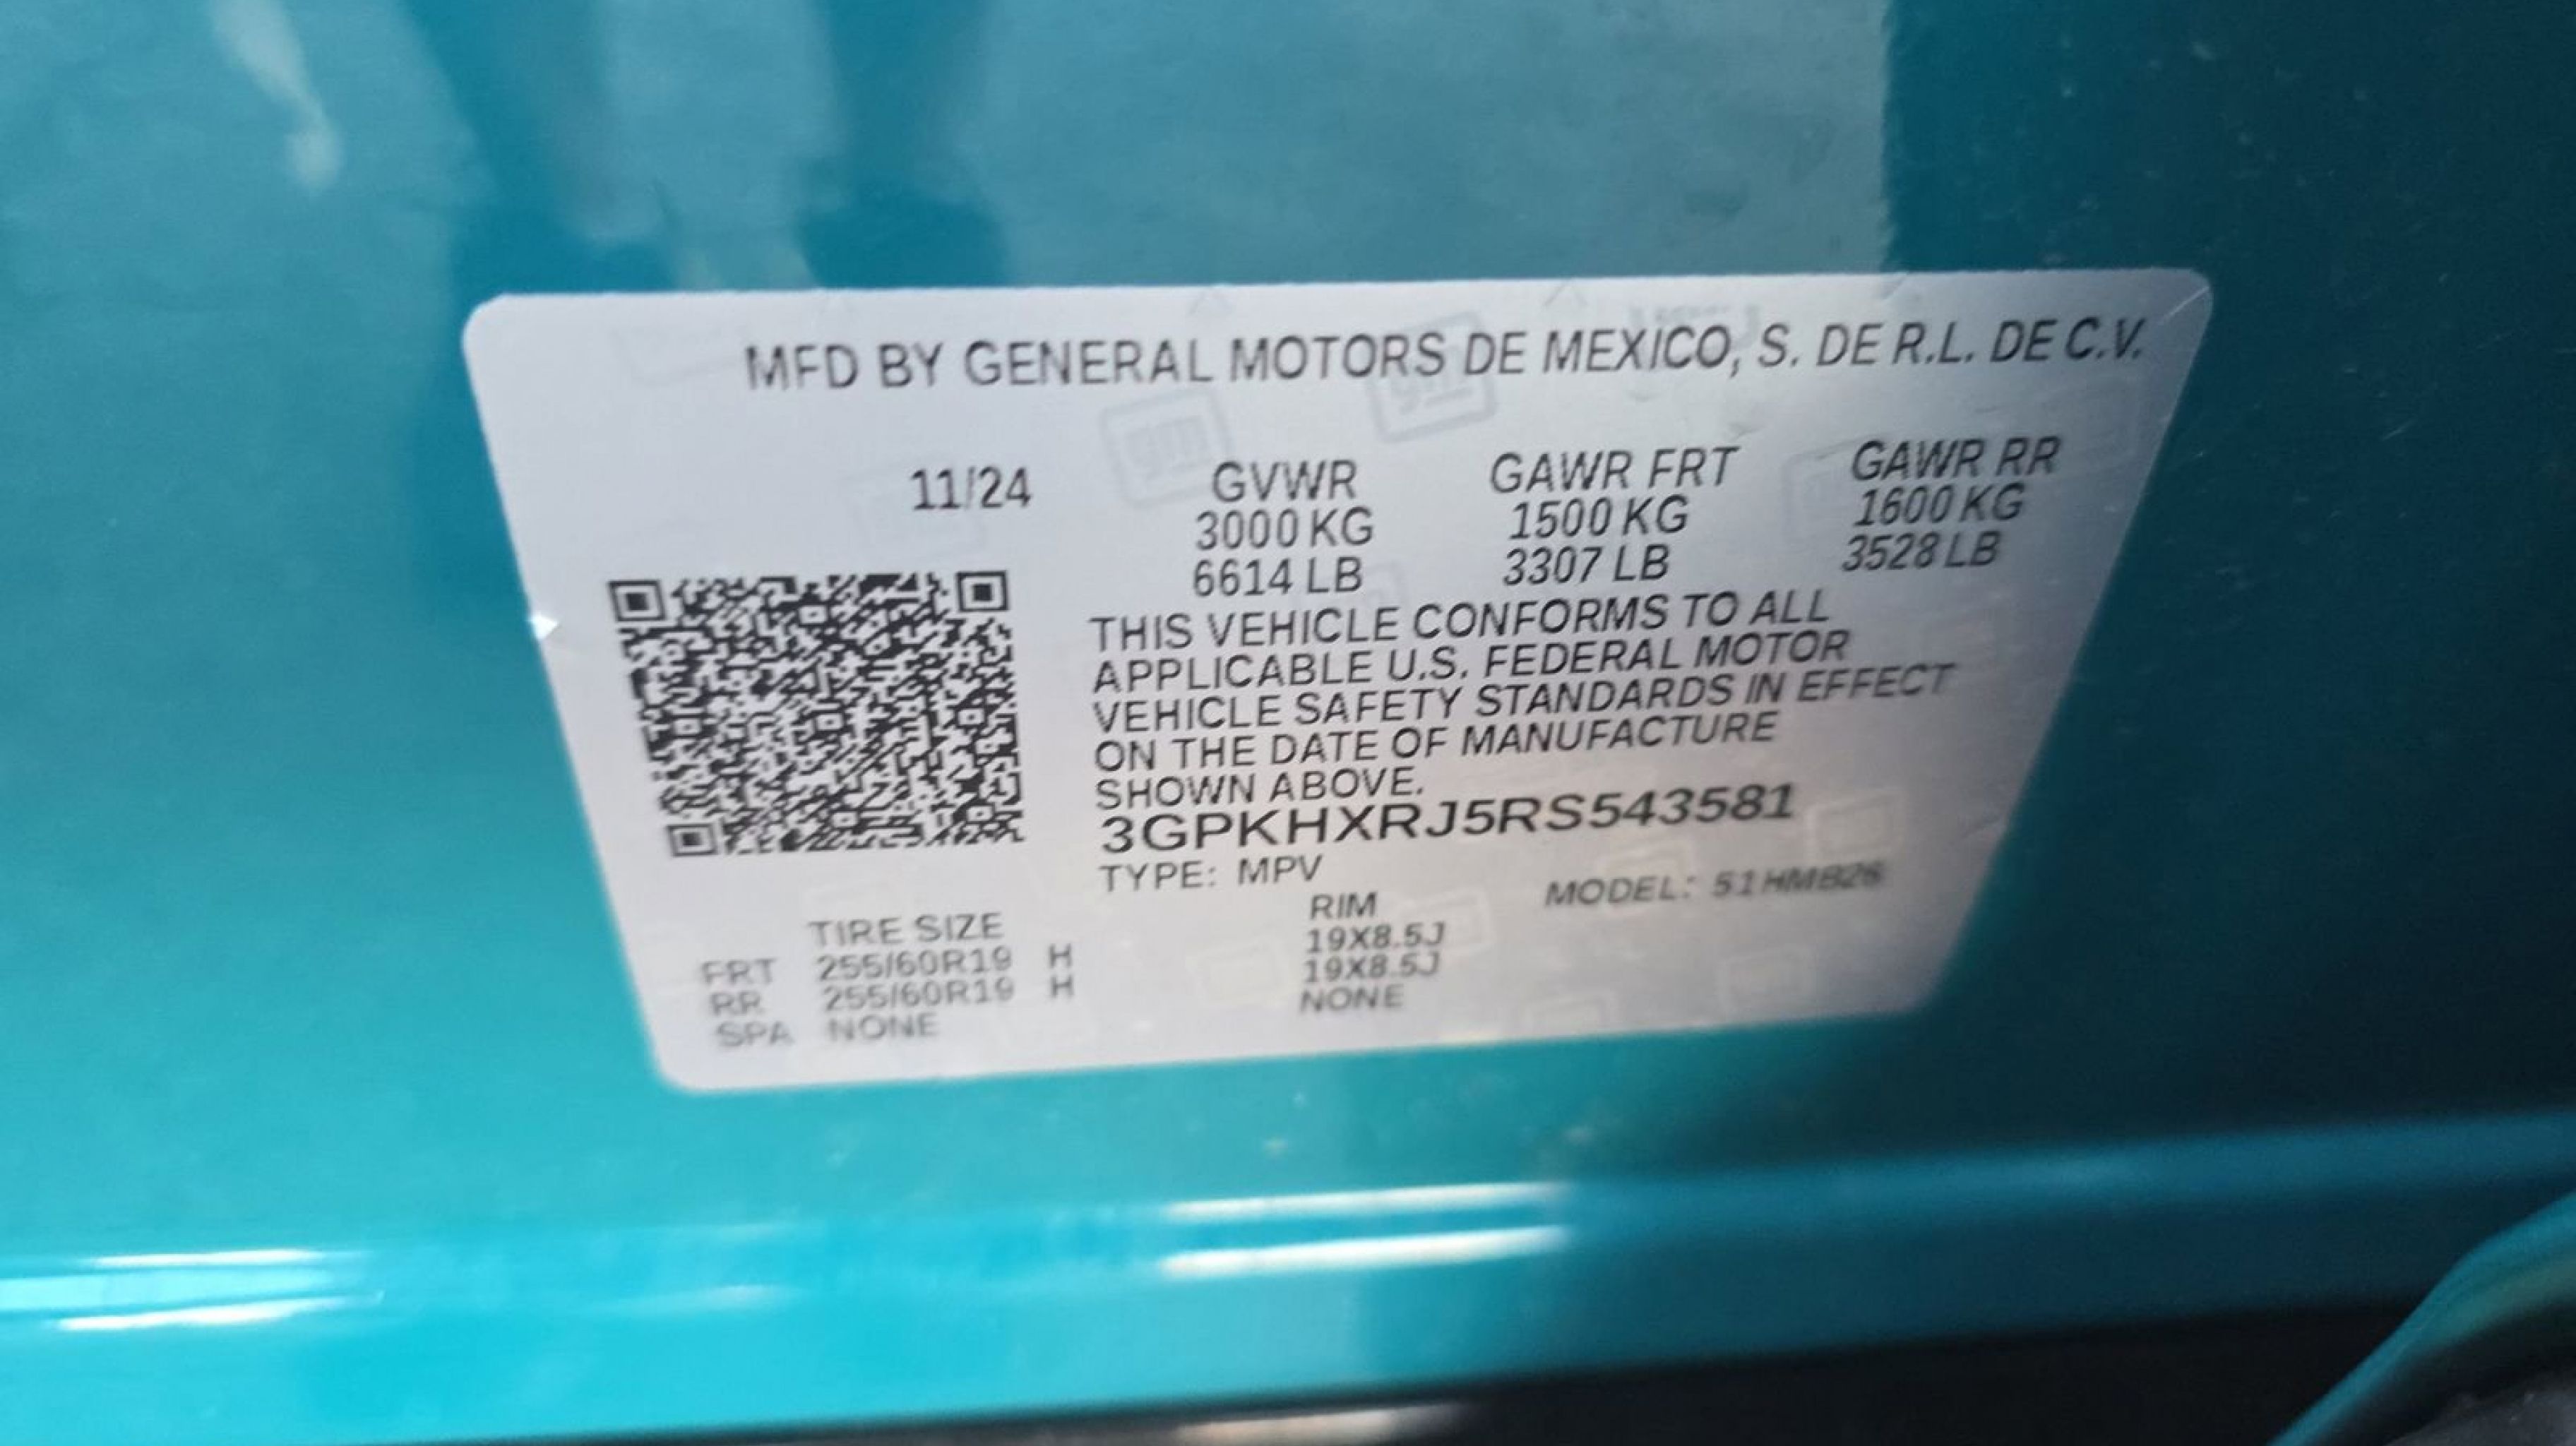 MFD BY GENERAL MOTORS DE MEXICO, S. DE R.L. DE C.V.
11/24 GVWR GAWR FRT GAWR RR
3000 KG 1500 KG 1600 KG
6614 LB 3307 LB 3528 LB
THIS VEHICLE CONFORMS TO ALL
APPLICABLE U.S. FEDERAL MOTOR
VEHICLE SAFETY STANDARDS IN EFFECT
ON THE DATE OF MANUFACTURE
SHOWN ABOVE.
3GPKHXRJ5RS543581
TYPE: MPV MODEL: 51HMB26
TIRE SIZE RIM
FRT 255/60R19 H 19X8.5J
RR 255/60R19 H 19X8.5J
SPA NONE NONE